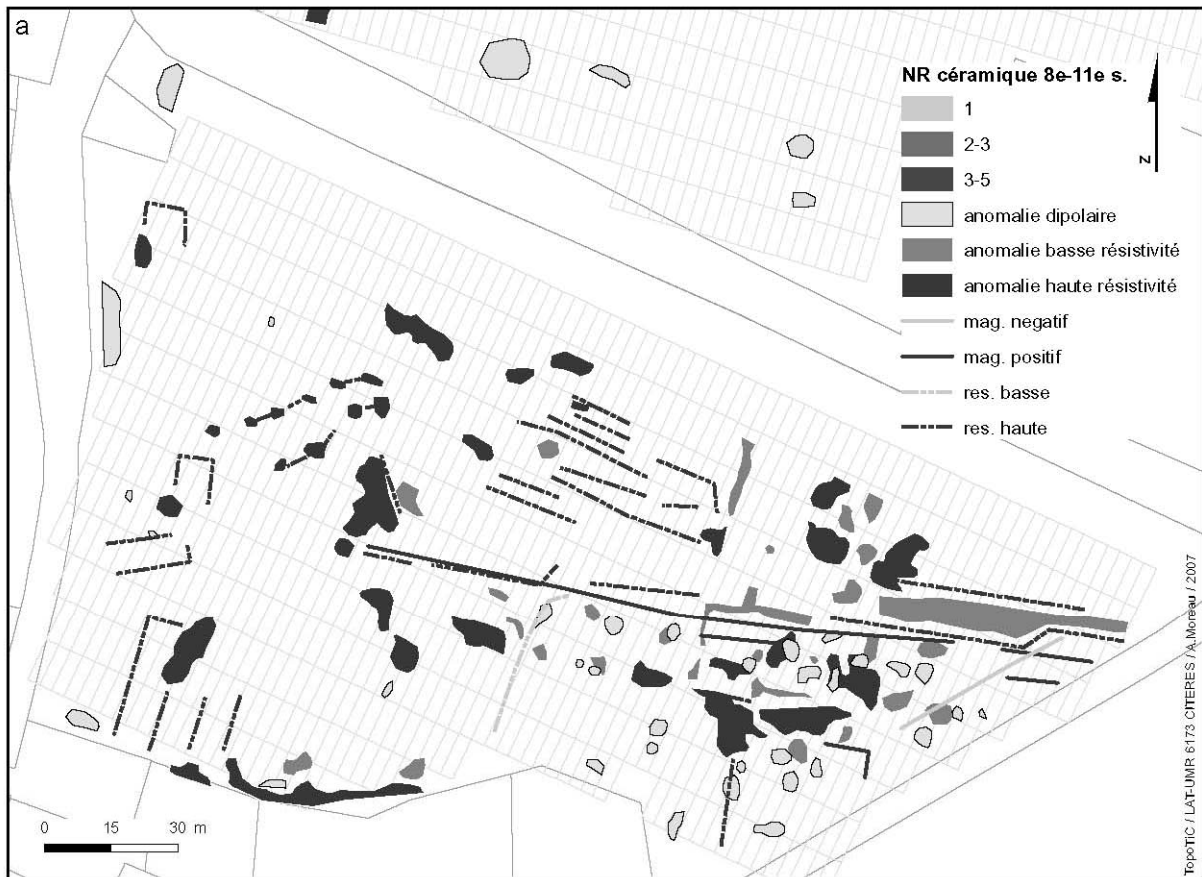 a
NR céramique 8e-11e s.
1
2-3
3-5
anomalie dipolaire
anomalie basse résistivité
anomalie haute résistivité
mag. negatif
mag. positif
res. basse
res. haute
N
0 15 30 m
TopoTiC / LAT-UMR 6173 CITERES / A.Moreau / 2007